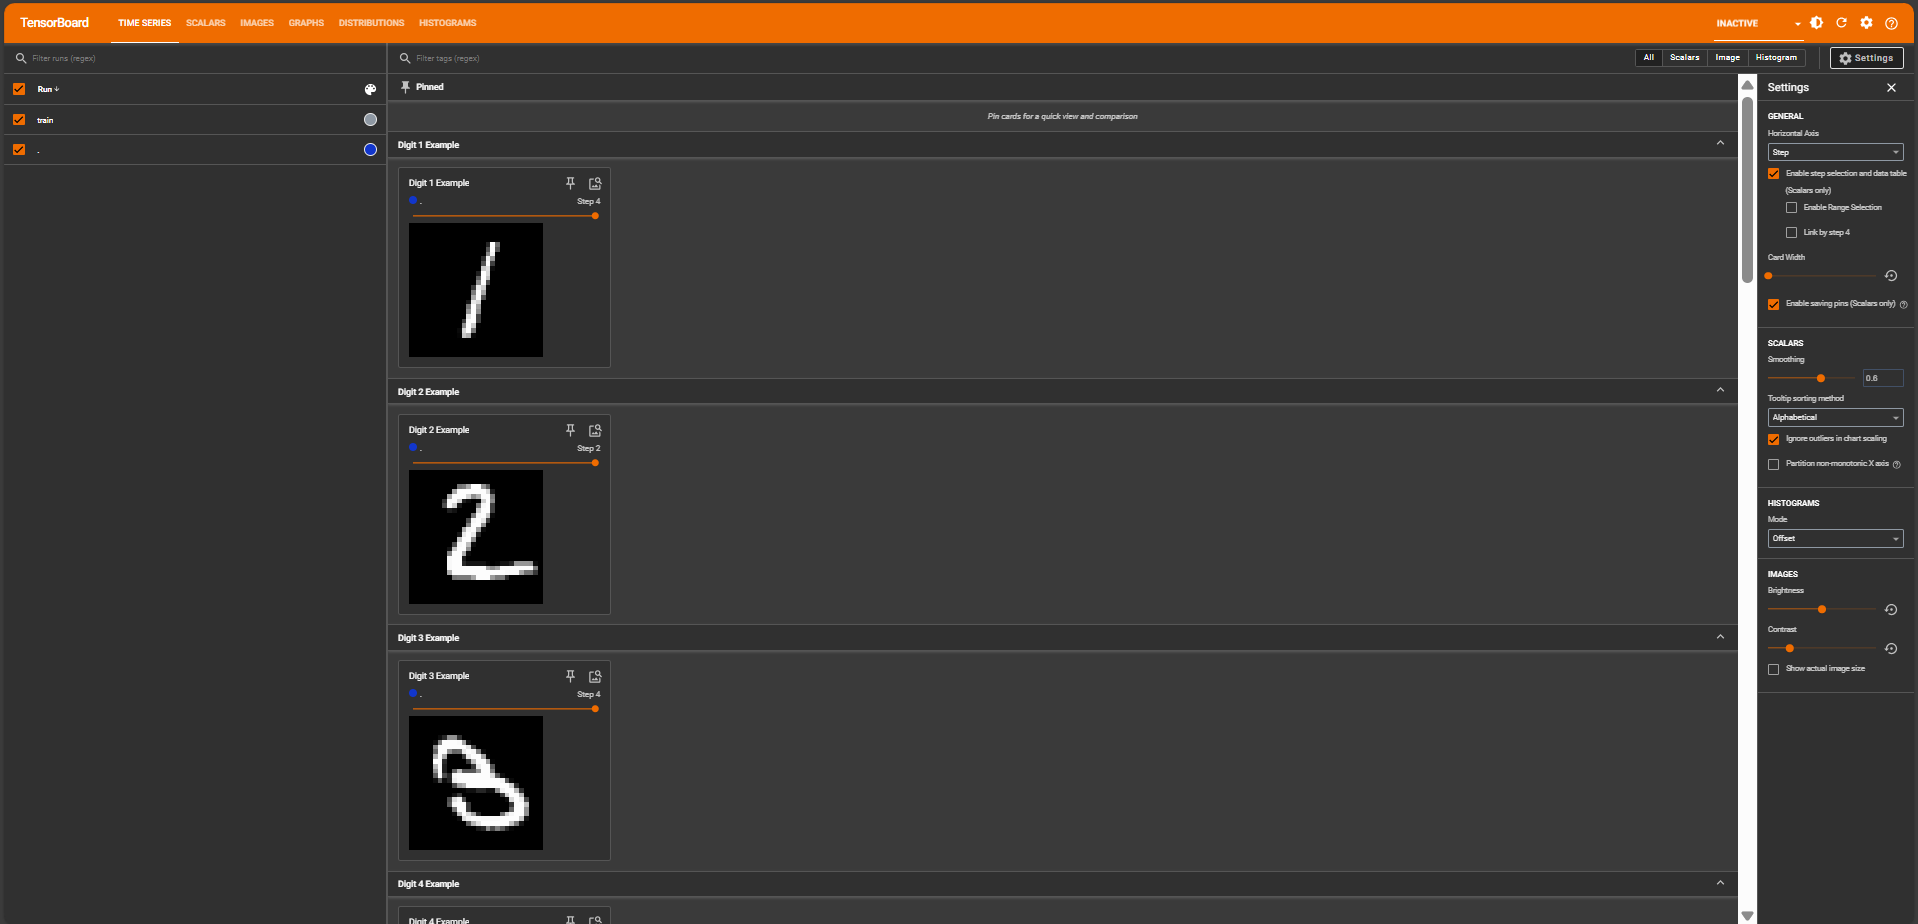 TensorBoard TIME SERIES SCALARS IMAGES GRAPHS DISTRIBUTIONS HISTOGRAMS INACTIVE
Filter runs (regex)
Run
train
.
Filter tags (regex)
All Scalars Image Histogram Settings
Pinned
Pin cards for a quick view and comparison
Digit 1 Example
Digit 1 Example
. Step 4
1
Digit 2 Example
Digit 2 Example
. Step 2
2
Digit 3 Example
Digit 3 Example
. Step 4
3
Digit 4 Example
Digit 4 Example
Settings
GENERAL
Horizontal Axis
Step
Enable step selection and data table
(Scalars only)
Enable Range Selection
Link by step 4
Card Width
Enable saving pins (Scalars only)
SCALARS
Smoothing
0.6
Tooltip sorting method
Alphabetical
Ignore outliers in chart scaling
Partition non-monotonic X axis
HISTOGRAMS
Mode
Offset
IMAGES
Brightness
Contrast
Show actual image size